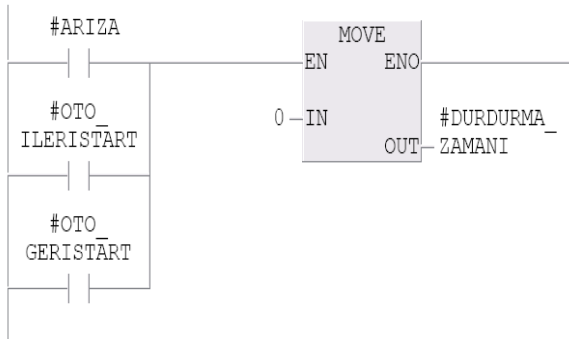 #ARIZA
MOVE
EN ENO
#OTO_
ILERISTART
0 IN
#DURDURMA_
OUT ZAMANI
#OTO_
GERISTART